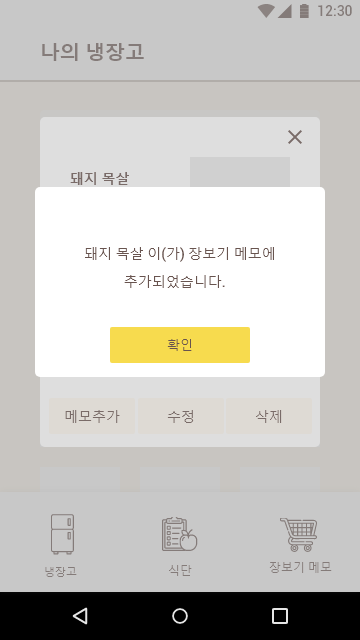 12:30
나의 냉장고
돼지 목살
돼지 목살 이(가) 장보기 메모에
추가되었습니다.
확인
메모추가 수정 삭제
냉장고 식단 장보기 메모